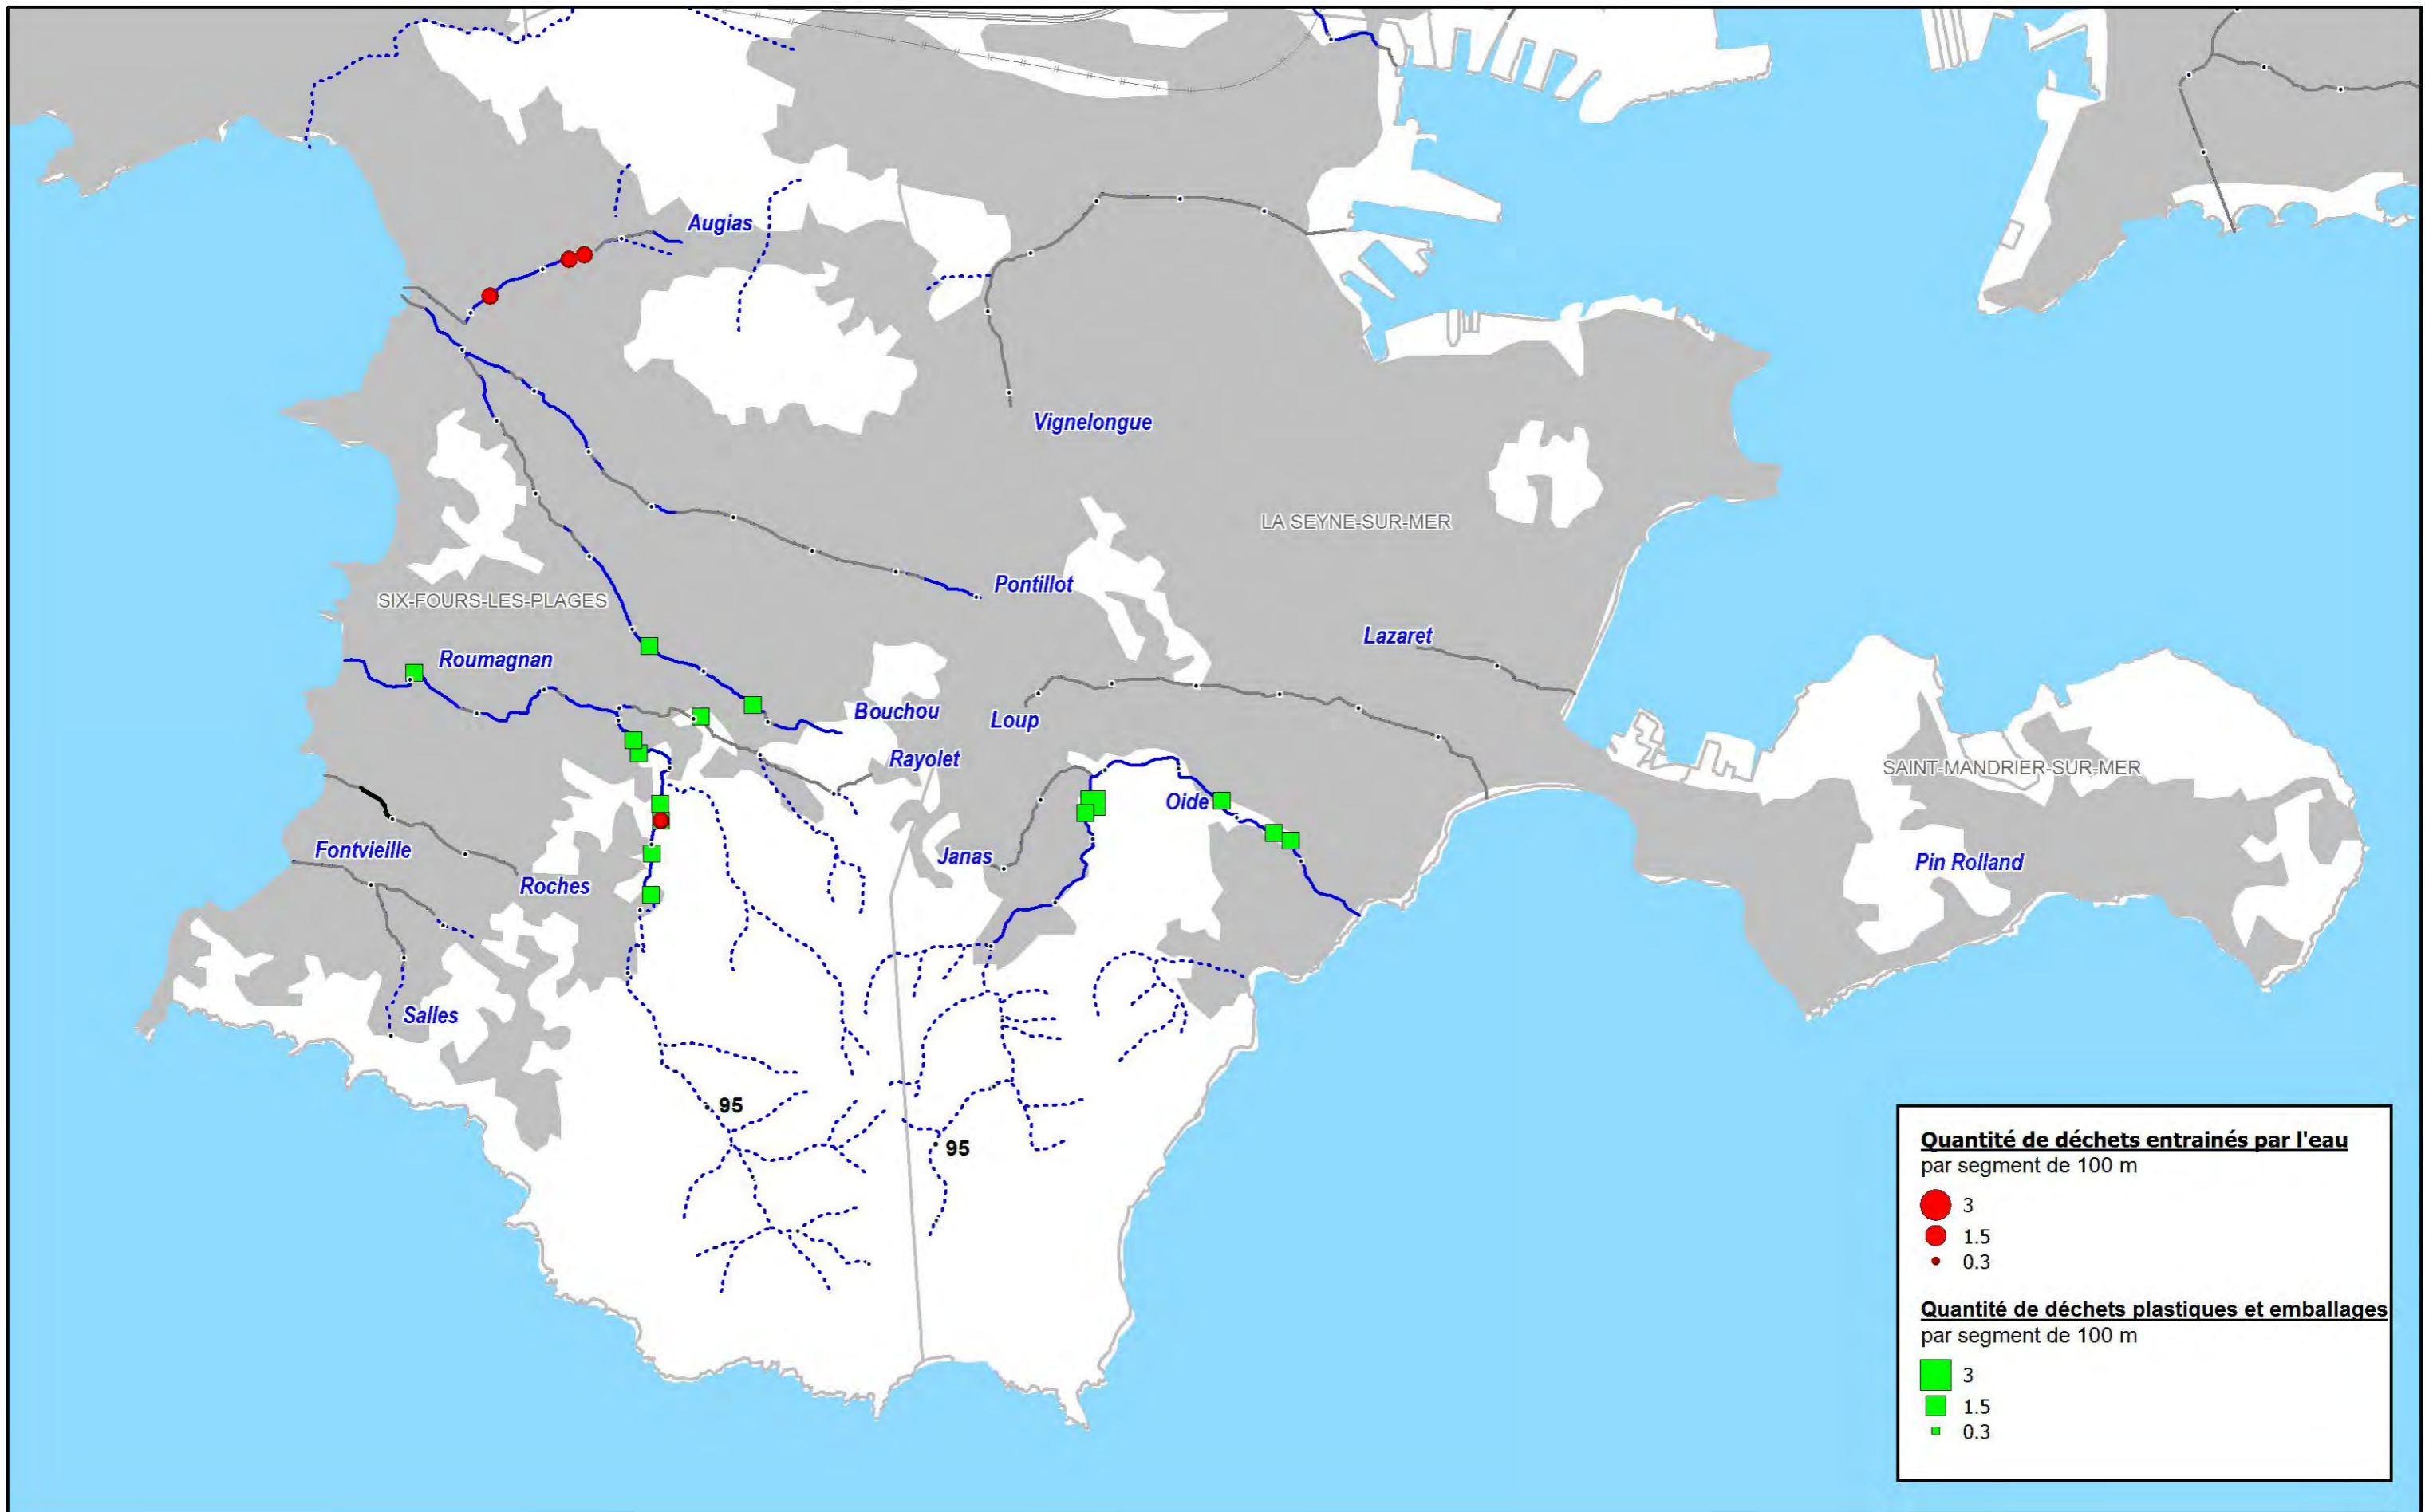 Augias
Vignelongue
LA SEYNE-SUR-MER
Pontillot
SIX-FOURS-LES-PLAGES
Lazaret
Roumagnan
Bouchou
Loup
Rayolet
SAINT-MANDRIER-SUR-MER
Oide
Fontvieille
Janas
Pin Rolland
Roches
Salles
95
95
Quantité de déchets entrainés par l'eau
par segment de 100 m
3
1.5
0.3
Quantité de déchets plastiques et emballages
par segment de 100 m
3
1.5
0.3